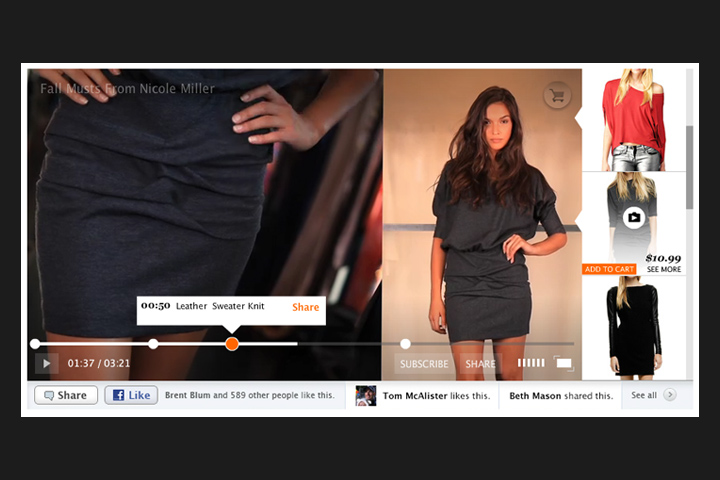 Fall Musts From Nicole Miller
$10.99
ADD TO CART SEE MORE
00:50 Leather Sweater Knit Share
01:37 / 03:21 SUBSCRIBE SHARE
Share Like Brent Blum and 589 other people like this. Tom McAlister likes this. Beth Mason shared this. See all